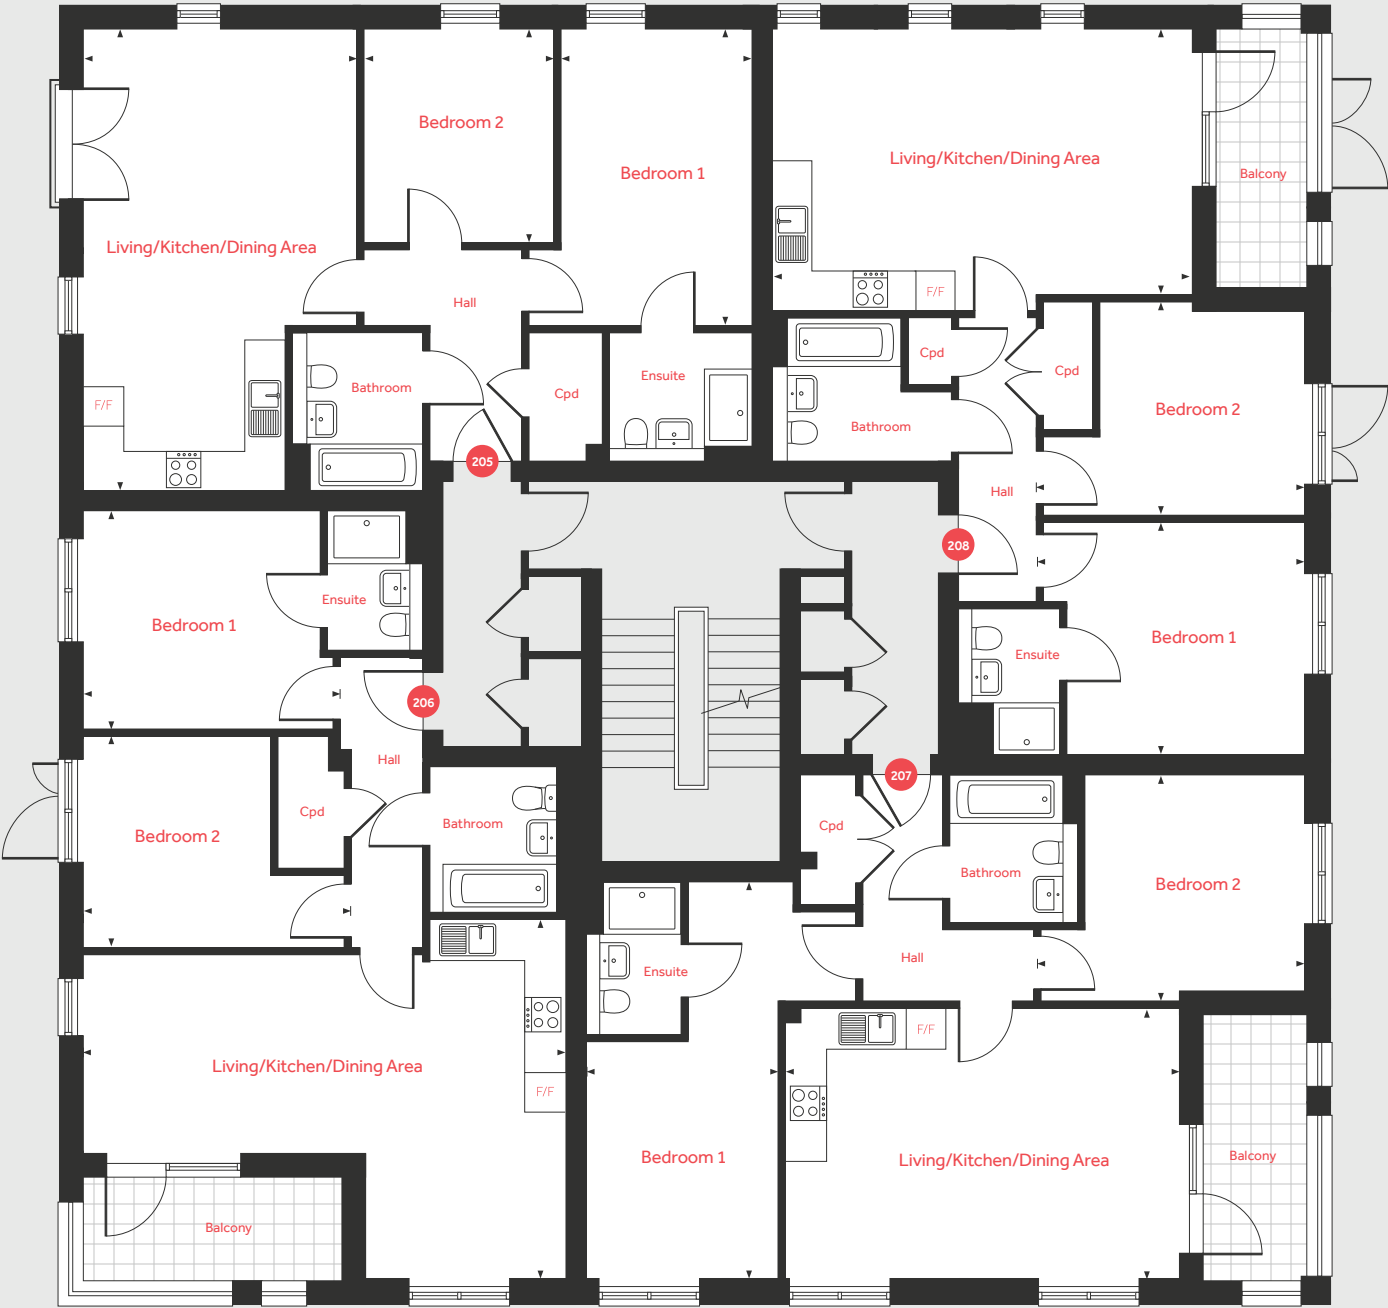 Bedroom 2
Bedroom 1
Living/Kitchen/Dining Area
Balcony
Living/Kitchen/Dining Area
Hall
F/F
Bathroom
Ensuite
Cpd
F/F
205
Cpd
Cpd
Bedroom 2
Bathroom
Hall
208
Bedroom 1
Ensuite
Bedroom 1
Ensuite
206
Hall
Cpd
Bedroom 2
Bathroom
207
Cpd
Bathroom
Bedroom 2
Ensuite
Hall
F/F
Living/Kitchen/Dining Area
F/F
Bedroom 1
Living/Kitchen/Dining Area
Balcony
Balcony